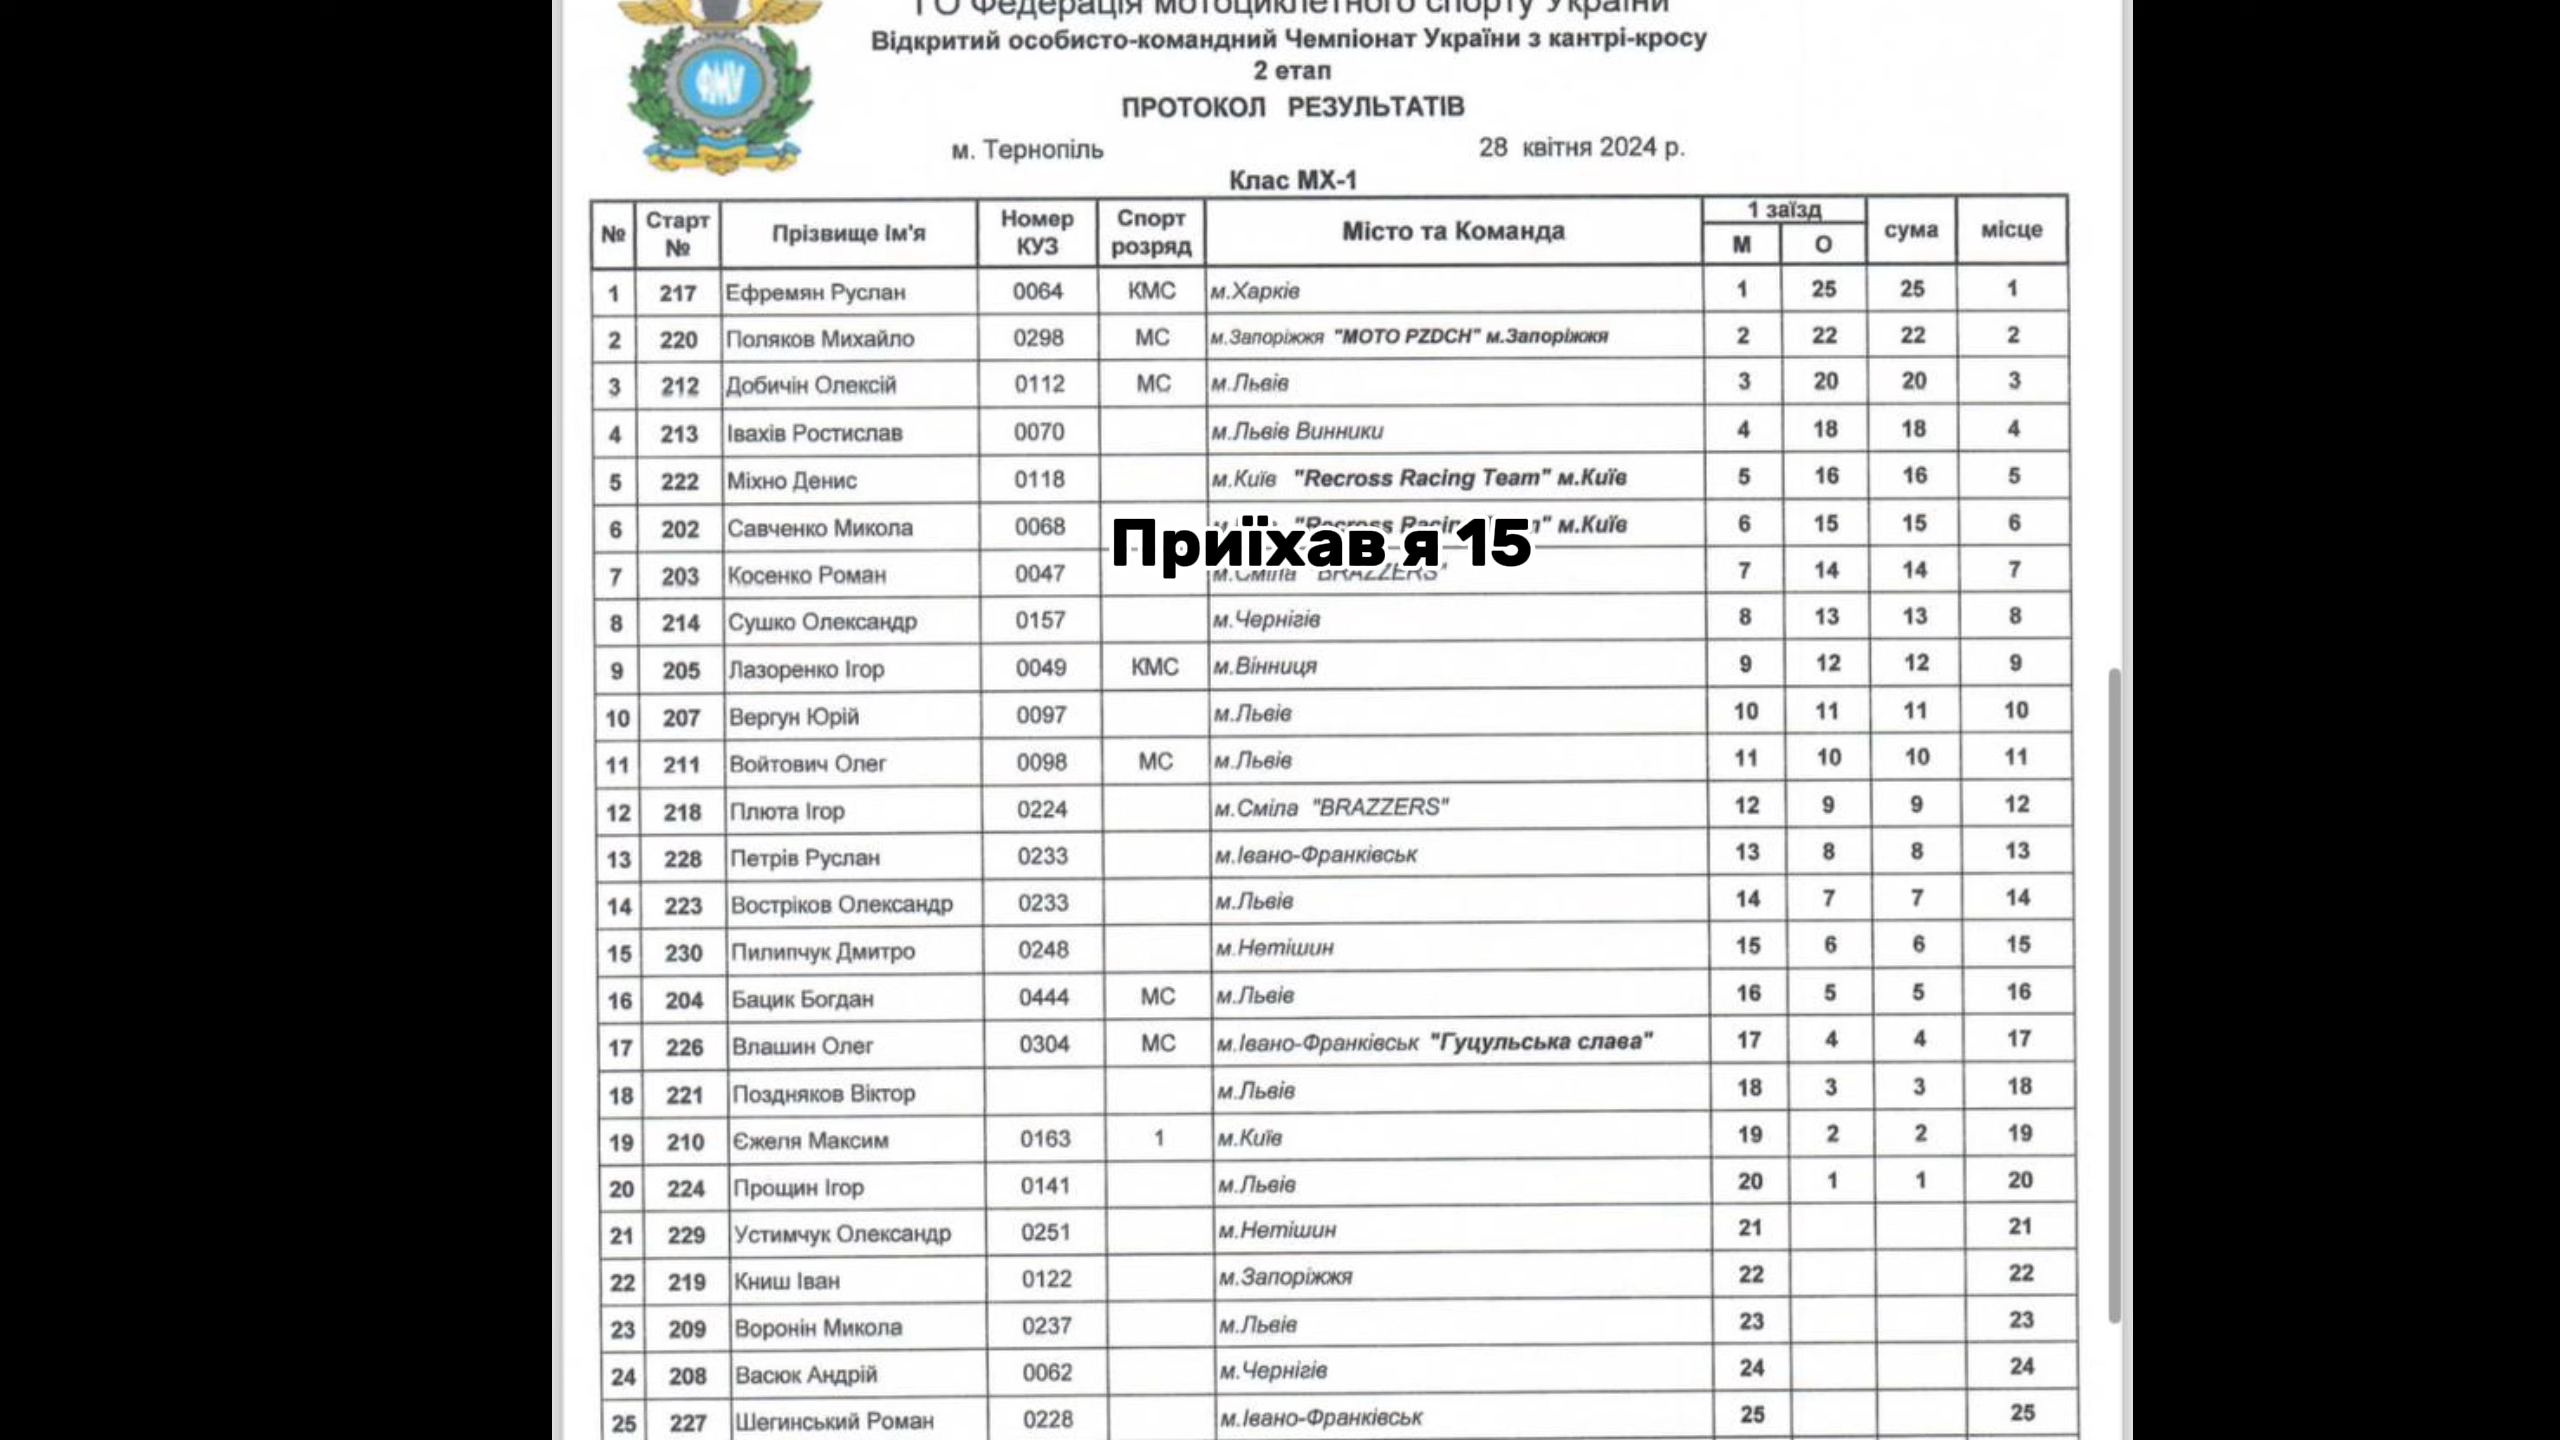 ГО Федерація мотоциклетного спорту України
Відкритий особисто-командний Чемпіонат України з кантрі-кросу
2 етап
ПРОТОКОЛ РЕЗУЛЬТАТІВ
м. Тернопіль 28 квітня 2024 р.
Клас МХ-1
ФМУ
№ Старт № Прізвище Ім'я Номер КУЗ Спорт розряд Місто та Команда 1 заїзд М О сума місце
1 217 Ефремян Руслан 0064 КМС м.Харків 1 25 25 1
2 220 Поляков Михайло 0298 МС м.Запоріжжя "MOTO PZDCH" м.Запоріжжя 2 22 22 2
3 212 Добичін Олексій 0112 МС м.Львів 3 20 20 3
4 213 Івахів Ростислав 0070 м.Львів Винники 4 18 18 4
5 222 Міхно Денис 0118 м.Київ "Recross Racing Team" м.Київ 5 16 16 5
6 202 Савченко Микола 0068 "Recross Racing м.Київ 6 15 15 6
Приїхав я 15
7 203 Косенко Роман 0047 м.Сміла "BRAZZERS" 7 14 14 7
8 214 Сушко Олександр 0157 м.Чернігів 8 13 13 8
9 205 Лазоренко Ігор 0049 КМС м.Вінниця 9 12 12 9
10 207 Вергун Юрій 0097 м.Львів 10 11 11 10
11 211 Войтович Олег 0098 МС м.Львів 11 10 10 11
12 218 Плюта Ігор 0224 м.Сміла "BRAZZERS" 12 9 9 12
13 228 Петрів Руслан 0233 м.Івано-Франківськ 13 8 8 13
14 223 Востріков Олександр 0233 м.Львів 14 7 7 14
15 230 Пилипчук Дмитро 0248 м.Нетішин 15 6 6 15
16 204 Бацик Богдан 0444 МС м.Львів 16 5 5 16
17 226 Влашин Олег 0304 МС м.Івано-Франківськ "Гуцульська слава" 17 4 4 17
18 221 Поздняков Віктор м.Львів 18 3 3 18
19 210 Єжеля Максим 0163 1 м.Київ 19 2 2 19
20 224 Прощин Ігор 0141 м.Львів 20 1 1 20
21 229 Устимчук Олександр 0251 м.Нетішин 21 21
22 219 Книш Іван 0122 м.Запоріжжя 22 22
23 209 Воронін Микола 0237 м.Львів 23 23
24 208 Васюк Андрій 0062 м.Чернігів 24 24
25 227 Шегинський Роман 0228 м.Івано-Франківськ 25 25